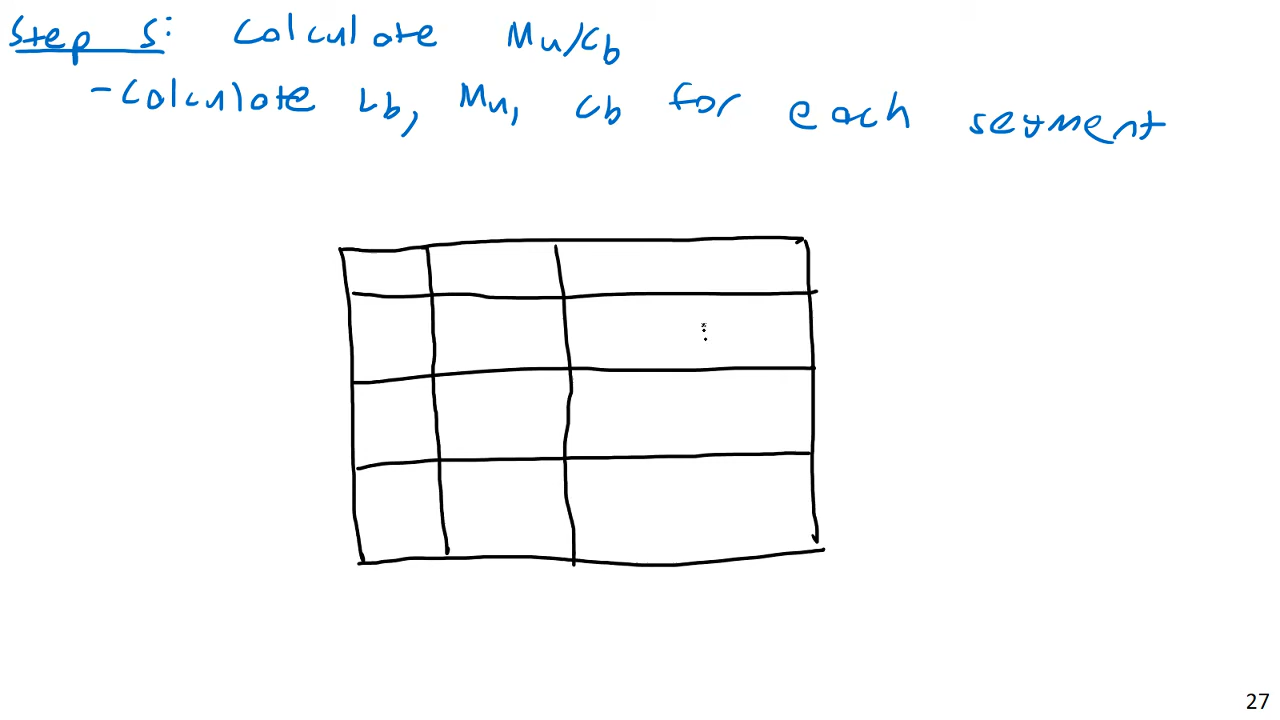 Step 5: Calculate Mu/Cb
- Calculate Lb, Mu, Cb for each segment
27